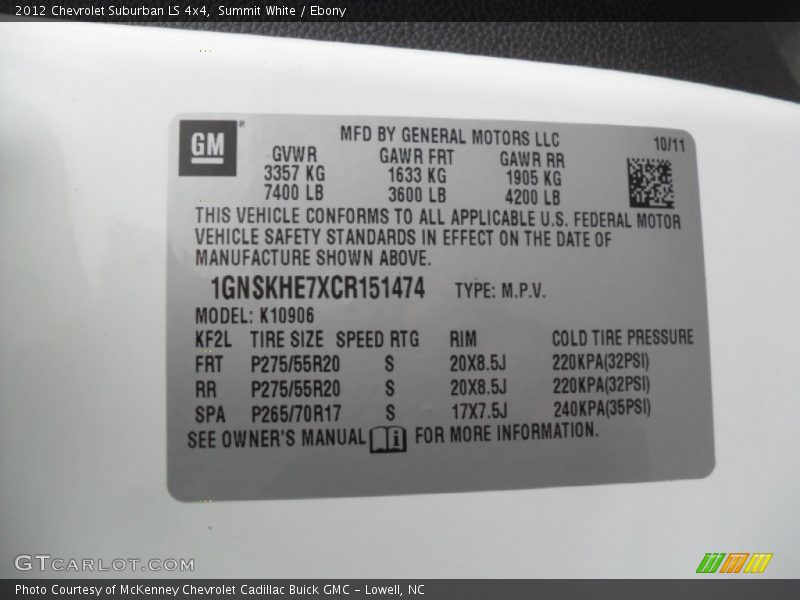 2012 Chevrolet Suburban LS 4x4, Summit White / Ebony
GM
MFD BY GENERAL MOTORS LLC
10/11
GVWR GAWR FRT GAWR RR
3357 KG 1633 KG 1905 KG
7400 LB 3600 LB 4200 LB
THIS VEHICLE CONFORMS TO ALL APPLICABLE U.S. FEDERAL MOTOR
VEHICLE SAFETY STANDARDS IN EFFECT ON THE DATE OF
MANUFACTURE SHOWN ABOVE.
1GNSKHE7XCR151474 TYPE: M.P.V.
MODEL: K10906
KF2L TIRE SIZE SPEED RTG RIM COLD TIRE PRESSURE
FRT P275/55R20 S 20X8.5J 220KPA(32PSI)
RR P275/55R20 S 20X8.5J 220KPA(32PSI)
SPA P265/70R17 S 17X7.5J 240KPA(35PSI)
SEE OWNER'S MANUAL FOR MORE INFORMATION.
GTCARLOT.COM
Photo Courtesy of McKenney Chevrolet Cadillac Buick GMC - Lowell, NC